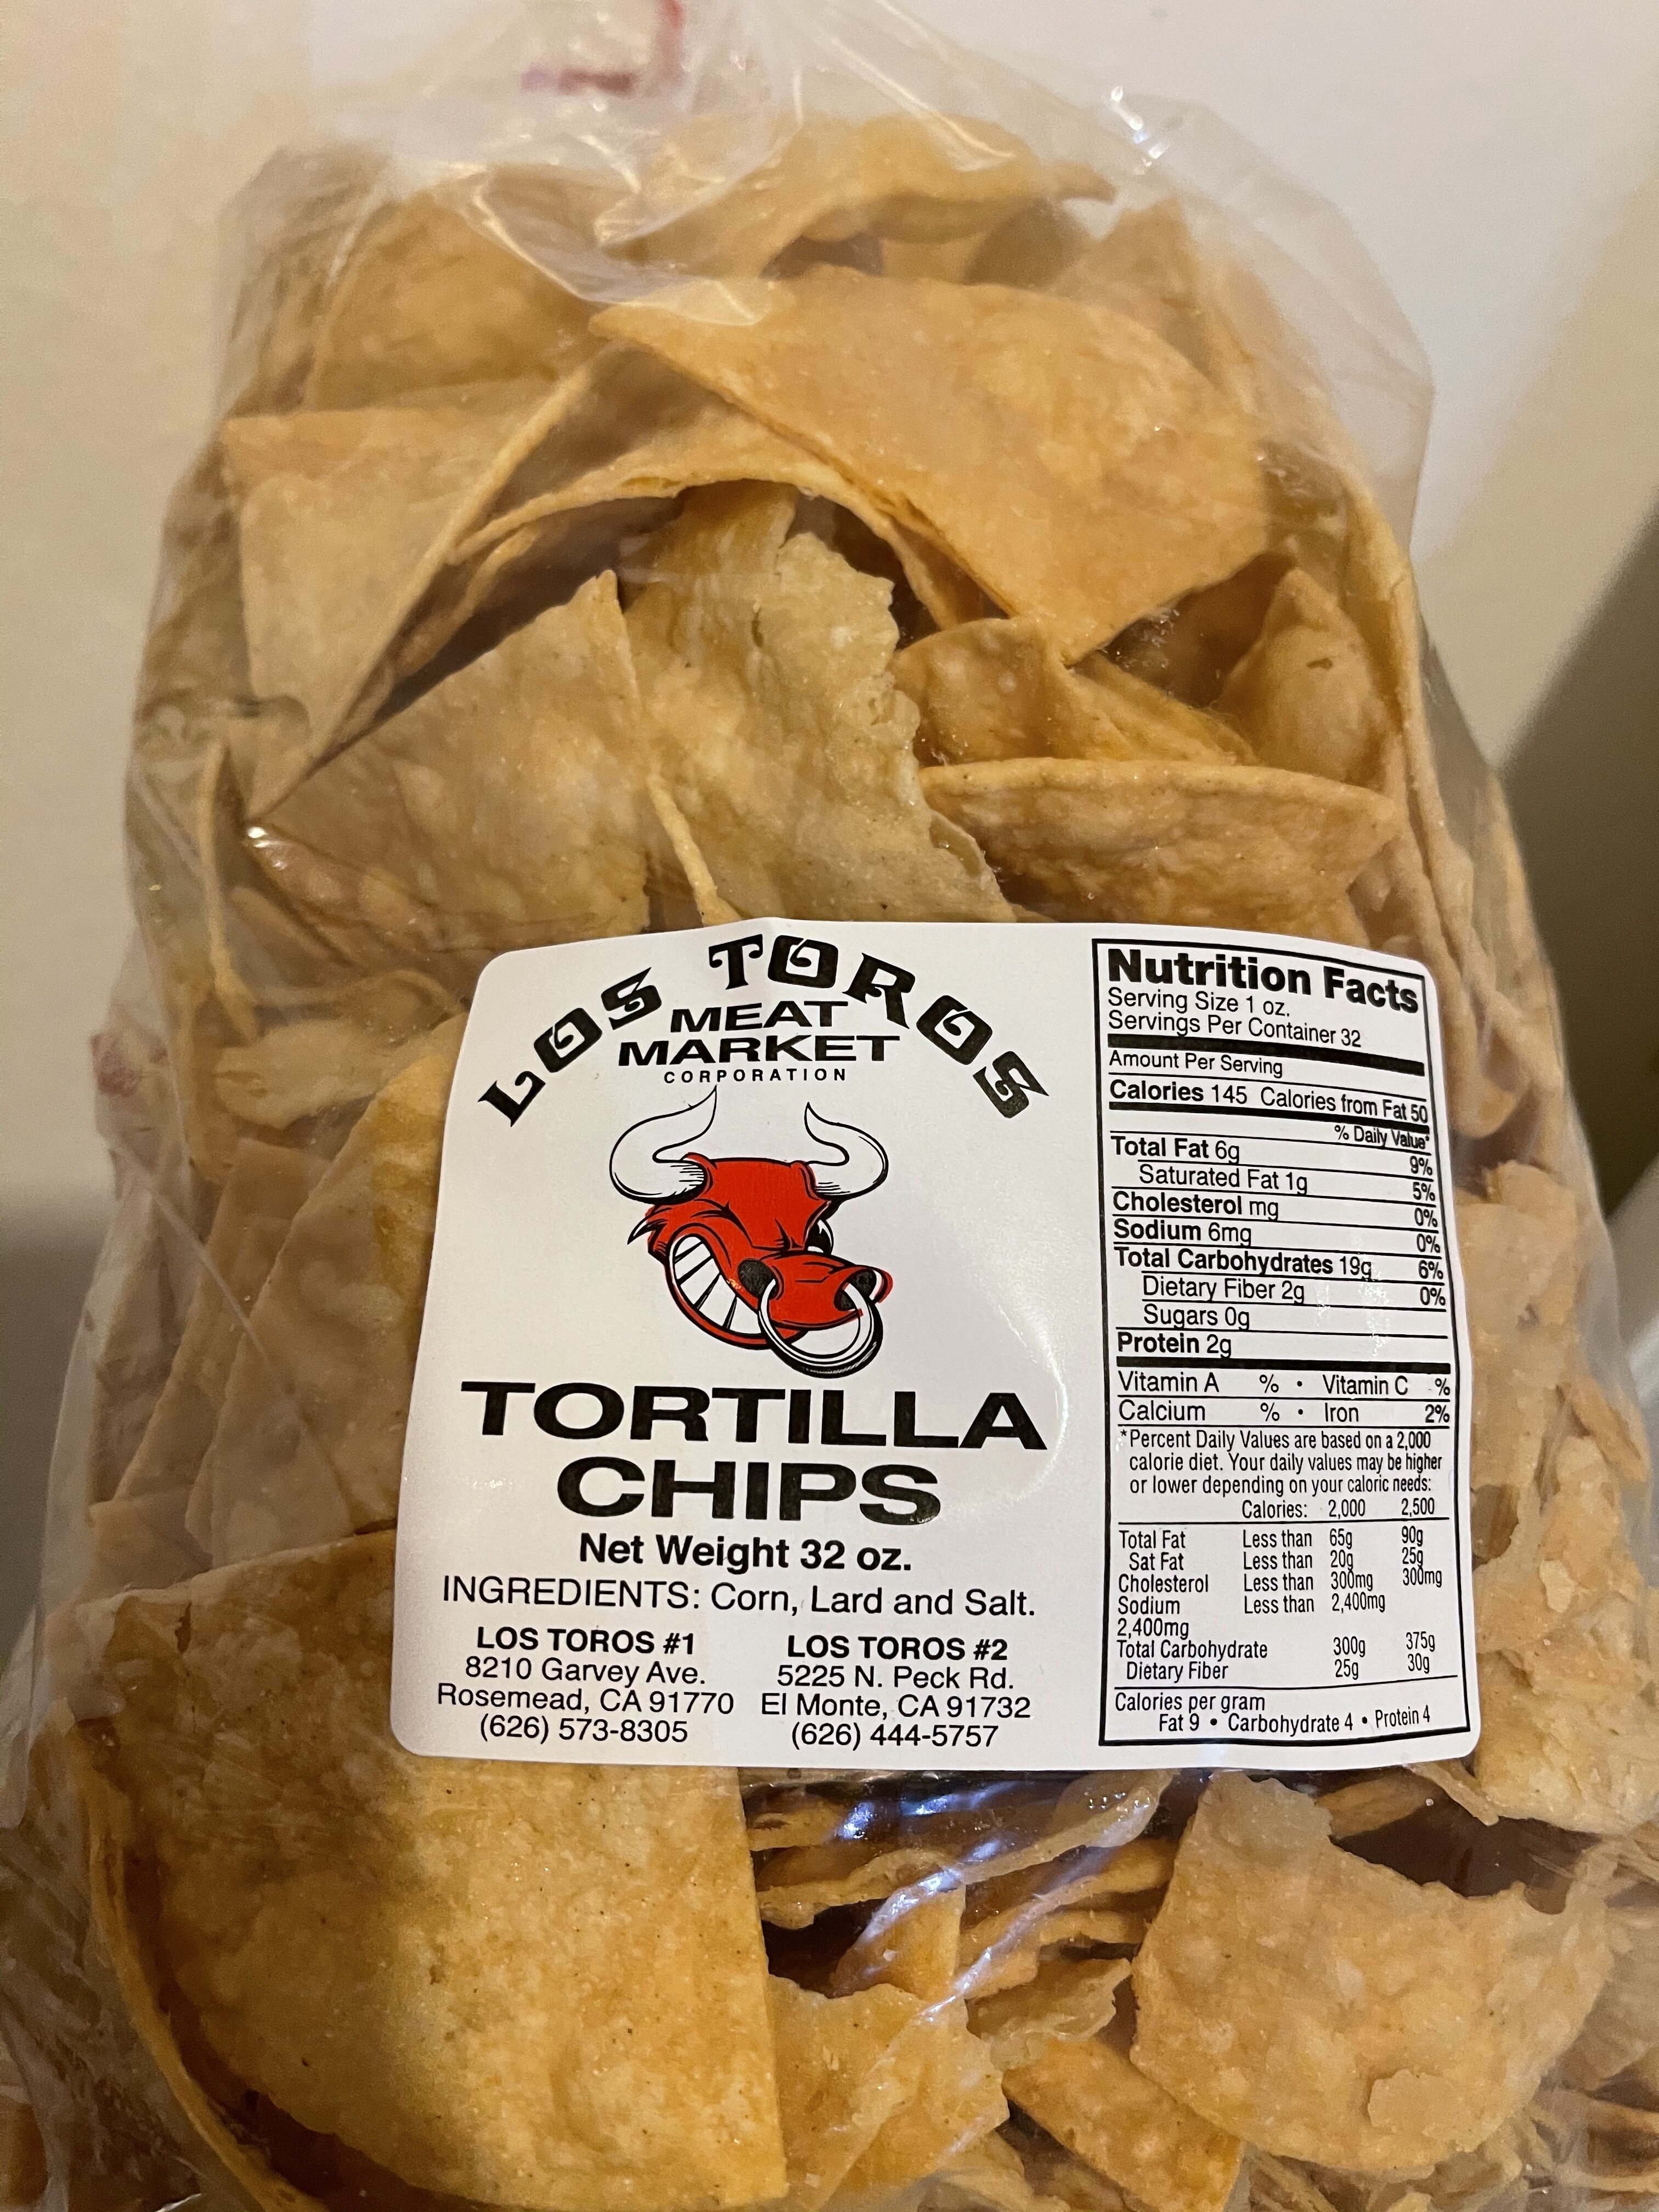 LOS TOROS
MEAT
MARKET
CORPORATION
TORTILLA
CHIPS
Net Weight 32 oz.
INGREDIENTS: Corn, Lard and Salt.
LOS TOROS #1
8210 Garvey Ave.
Rosemead, CA 91770
(626) 573-8305
LOS TOROS #2
5225 N. Peck Rd.
El Monte, CA 91732
(626) 444-5757
Nutrition Facts
Serving Size 1 oz.
Servings Per Container 32
Amount Per Serving
Calories 145 Calories from Fat 50
% Daily Value*
Total Fat 6g 9%
Saturated Fat 1g 5%
Cholesterol mg 0%
Sodium 6mg 0%
Total Carbohydrates 19g 6%
Dietary Fiber 2g 0%
Sugars 0g
Protein 2g
Vitamin A % • Vitamin C %
Calcium % • Iron 2%
*Percent Daily Values are based on a 2,000
calorie diet. Your daily values may be higher
or lower depending on your caloric needs:
Calories: 2,000 2,500
Total Fat Less than 65g 90g
Sat Fat Less than 20g 25g
Cholesterol Less than 300mg 300mg
Sodium Less than 2,400mg
2,400mg
Total Carbohydrate 300g 375g
Dietary Fiber 25g 30g
Calories per gram
Fat 9 • Carbohydrate 4 • Protein 4